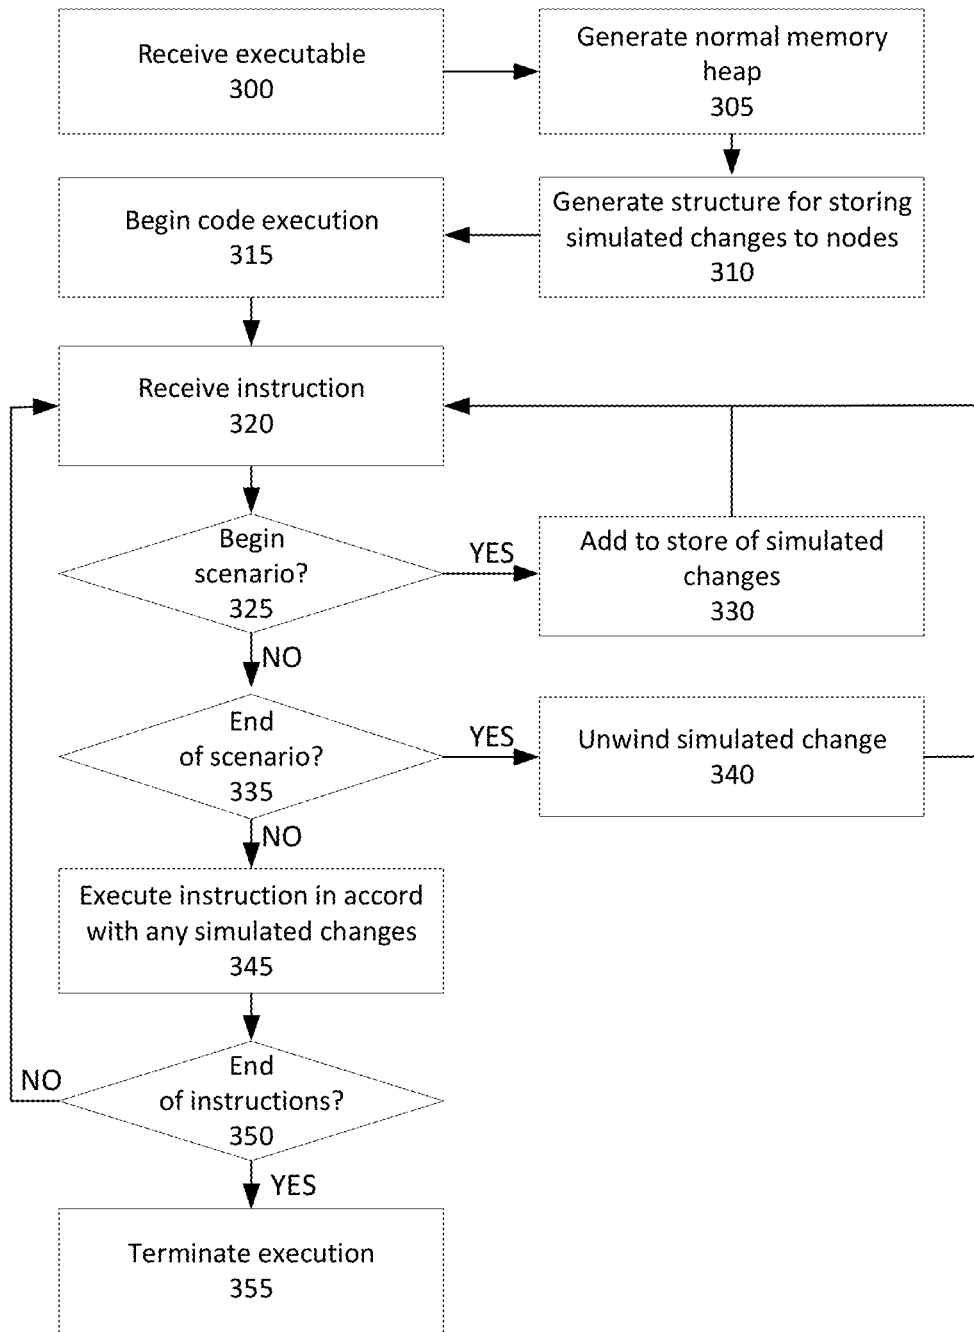 Receive executable
300
Generate normal memory
heap
305
Generate structure for storing
simulated changes to nodes
310
Begin code execution
315
Receive instruction
320
Begin
scenario?
325
YES
Add to store of simulated
changes
330
NO
End
of scenario?
335
YES
Unwind simulated change
340
NO
Execute instruction in accord
with any simulated changes
345
End
of instructions?
350
NO
YES
Terminate execution
355